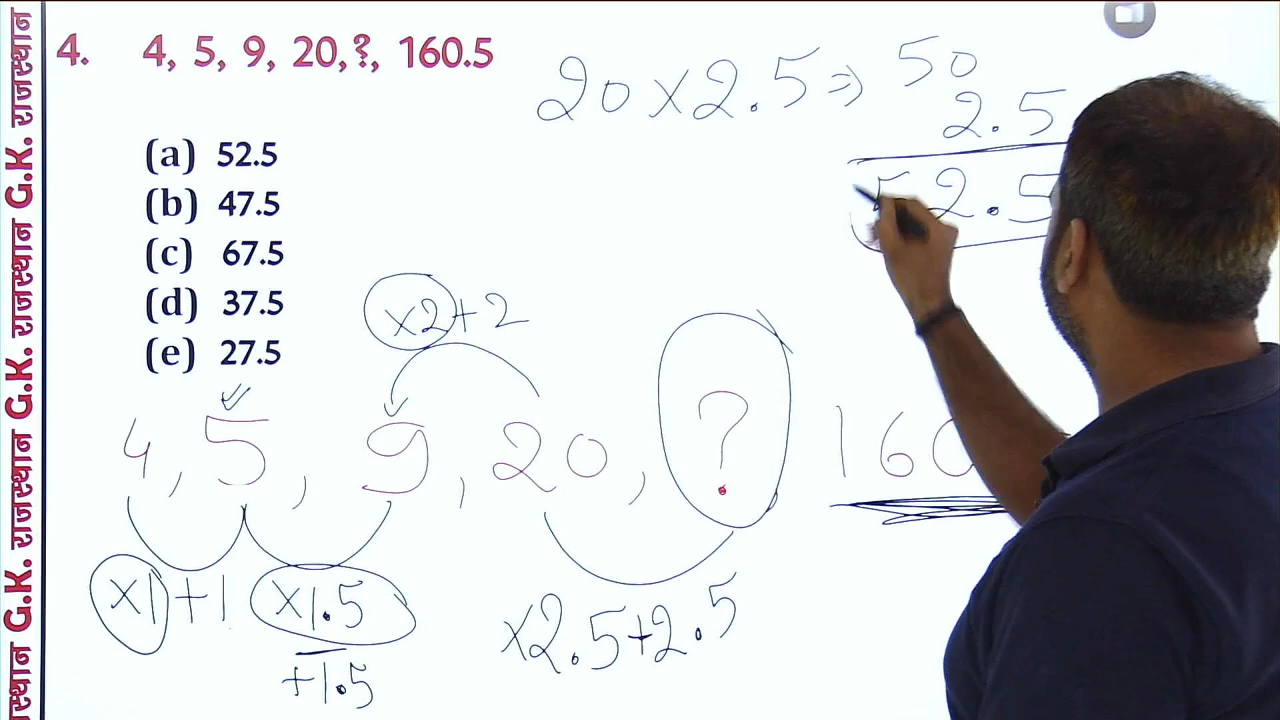 राजस्थान G.K. राजस्थान G.K. राजस्थान G.K. राजस्थान
4. 4, 5, 9, 20, ?, 160.5
(a) 52.5
(b) 47.5
(c) 67.5
(d) 37.5
(e) 27.5
20 × 2.5 ⇒ 50
2.5
52.5
×2+2
4, 5, 9, 20, ? 160
×1+1 ×1.5
+1.5
×2.5+2.5